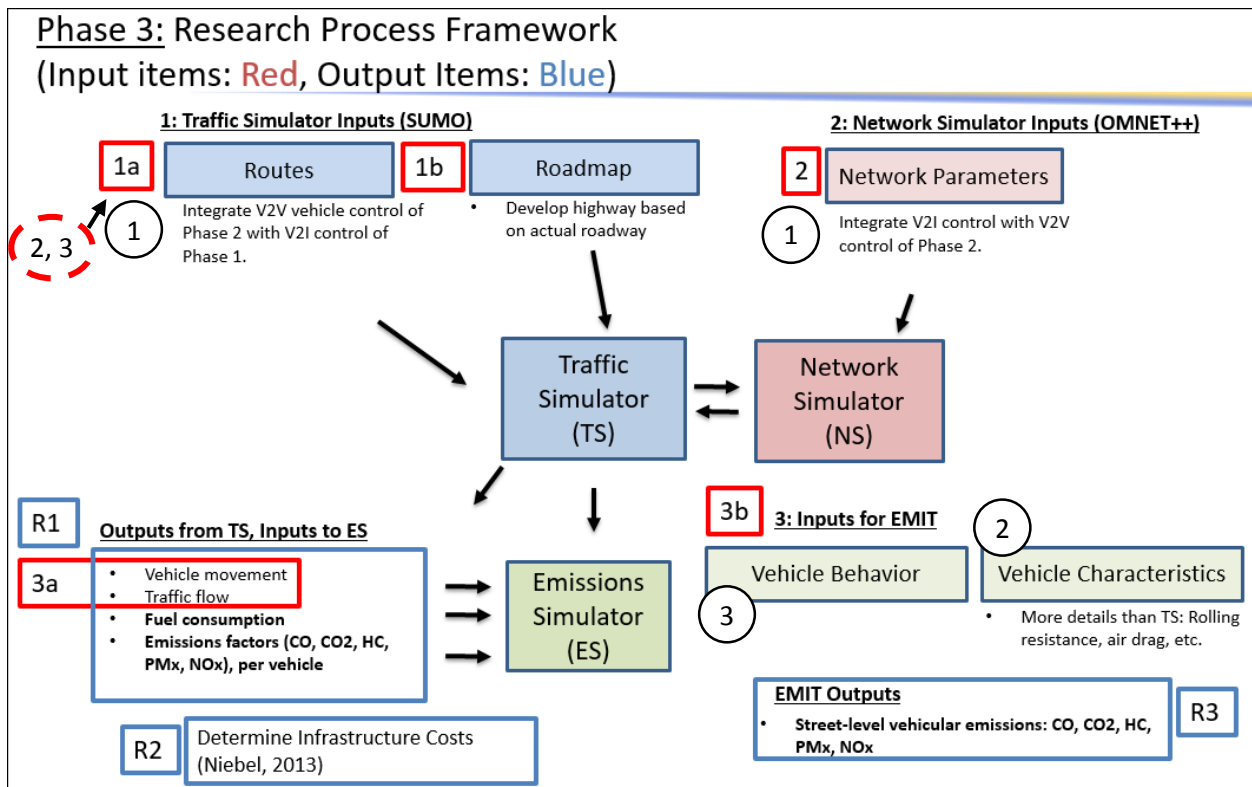 Phase 3: Research Process Framework
(Input items: Red, Output Items: Blue)
1: Traffic Simulator Inputs (SUMO)
2: Network Simulator Inputs (OMNET++)
1a
Routes
1b
Roadmap
2
Network Parameters
2, 3
1
Integrate V2V vehicle control of
Phase 2 with V2I control of
Phase 1.
• Develop highway based
on actual roadway
1
Integrate V2I control with V2V
control of Phase 2.
Traffic
Simulator
(TS)
Network
Simulator
(NS)
R1
Outputs from TS, Inputs to ES
3a
• Vehicle movement
• Traffic flow
• Fuel consumption
• Emissions factors (CO, CO2, HC,
PMx, NOx), per vehicle
Emissions
Simulator
(ES)
3b
3: Inputs for EMIT
2
Vehicle Behavior
Vehicle Characteristics
3
• More details than TS: Rolling
resistance, air drag, etc.
R2
Determine Infrastructure Costs
(Niebel, 2013)
EMIT Outputs
• Street-level vehicular emissions: CO, CO2, HC,
PMx, NOx
R3